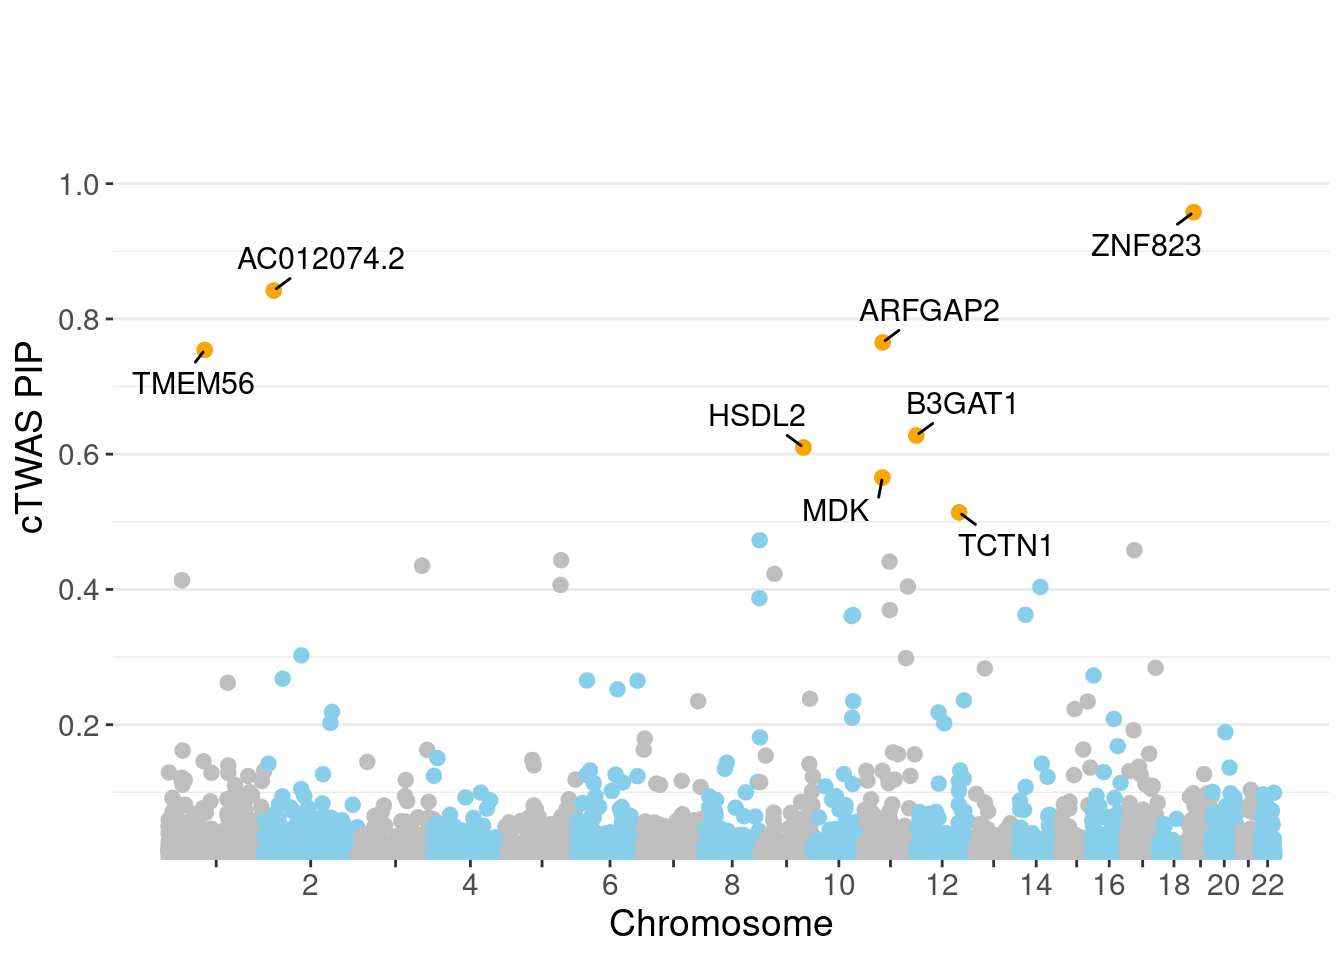 1.0
ZNF823
AC012074.2
0.8
ARFGAP2
TMEM56
B3GAT1
HSDL2
0.6
MDK
TCTN1
0.4
0.2
cTWAS PIP
2 4 6 8 10 12 14 16 18 20 22
Chromosome